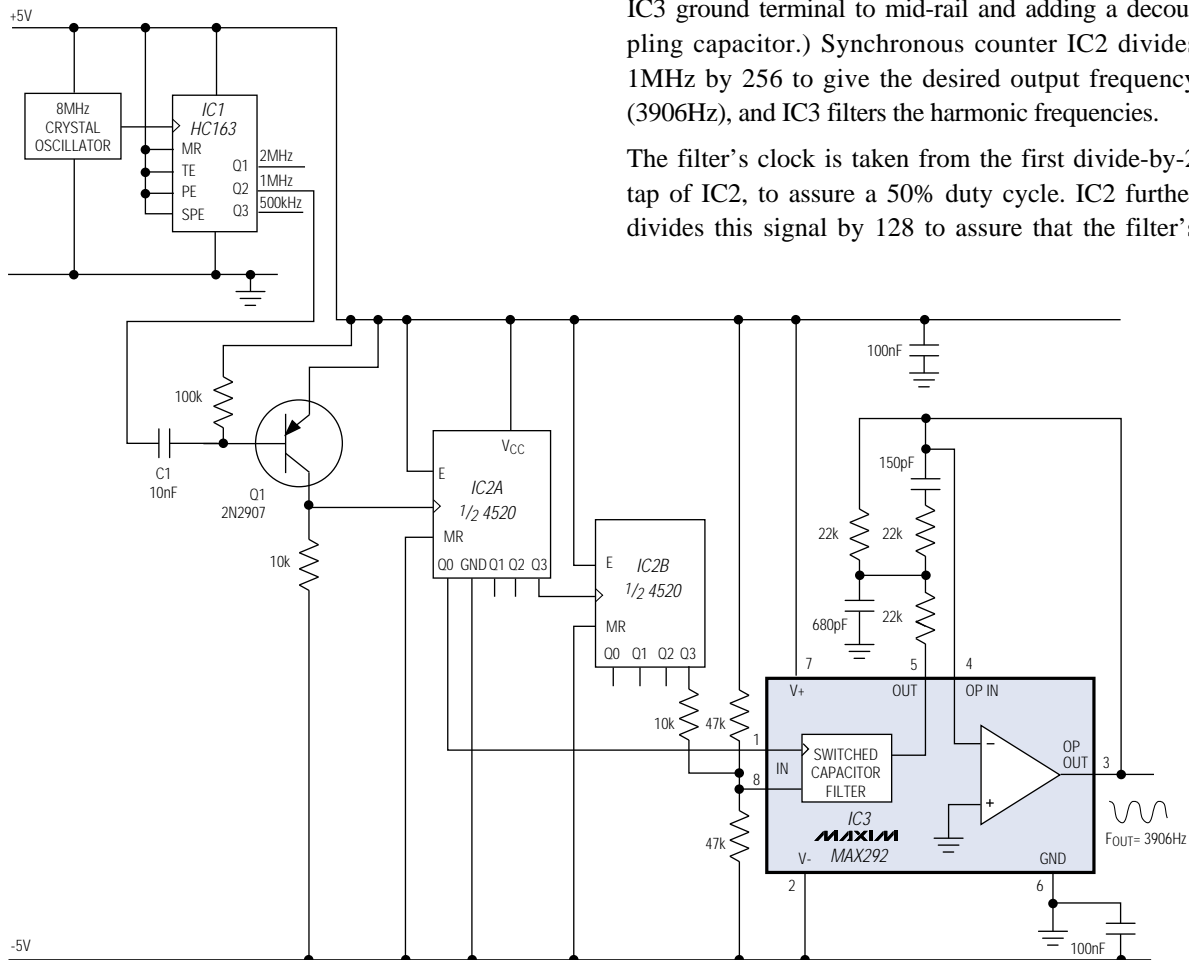 IC3 ground terminal to mid-rail and adding a decou-
pling capacitor.) Synchronous counter IC2 divides
1MHz by 256 to give the desired output frequency
(3906Hz), and IC3 filters the harmonic frequencies.
The filter's clock is taken from the first divide-by-2
tap of IC2, to assure a 50% duty cycle. IC2 further
divides this signal by 128 to assure that the filter's
+5V
8MHz
CRYSTAL
OSCILLATOR
IC1
HC163
MR
TE
PE
SPE
Q1
Q2
Q3
2MHz
1MHz
500kHz
100k
C1
10nF
Q1
2N2907
10k
VCC
E
IC2A
1/2 4520
MR
Q0 GND Q1 Q2 Q3
E
IC2B
1/2 4520
MR
Q0 Q1 Q2 Q3
10k
47k
47k
100nF
150pF
22k
22k
680pF
22k
7
5
4
V+
OUT
OP IN
1
IN
8
SWITCHED
CAPACITOR
FILTER
IC3
MAXIM
MAX292
−
+
OP
OUT
3
FOUT= 3906Hz
V-
GND
2
6
100nF
-5V